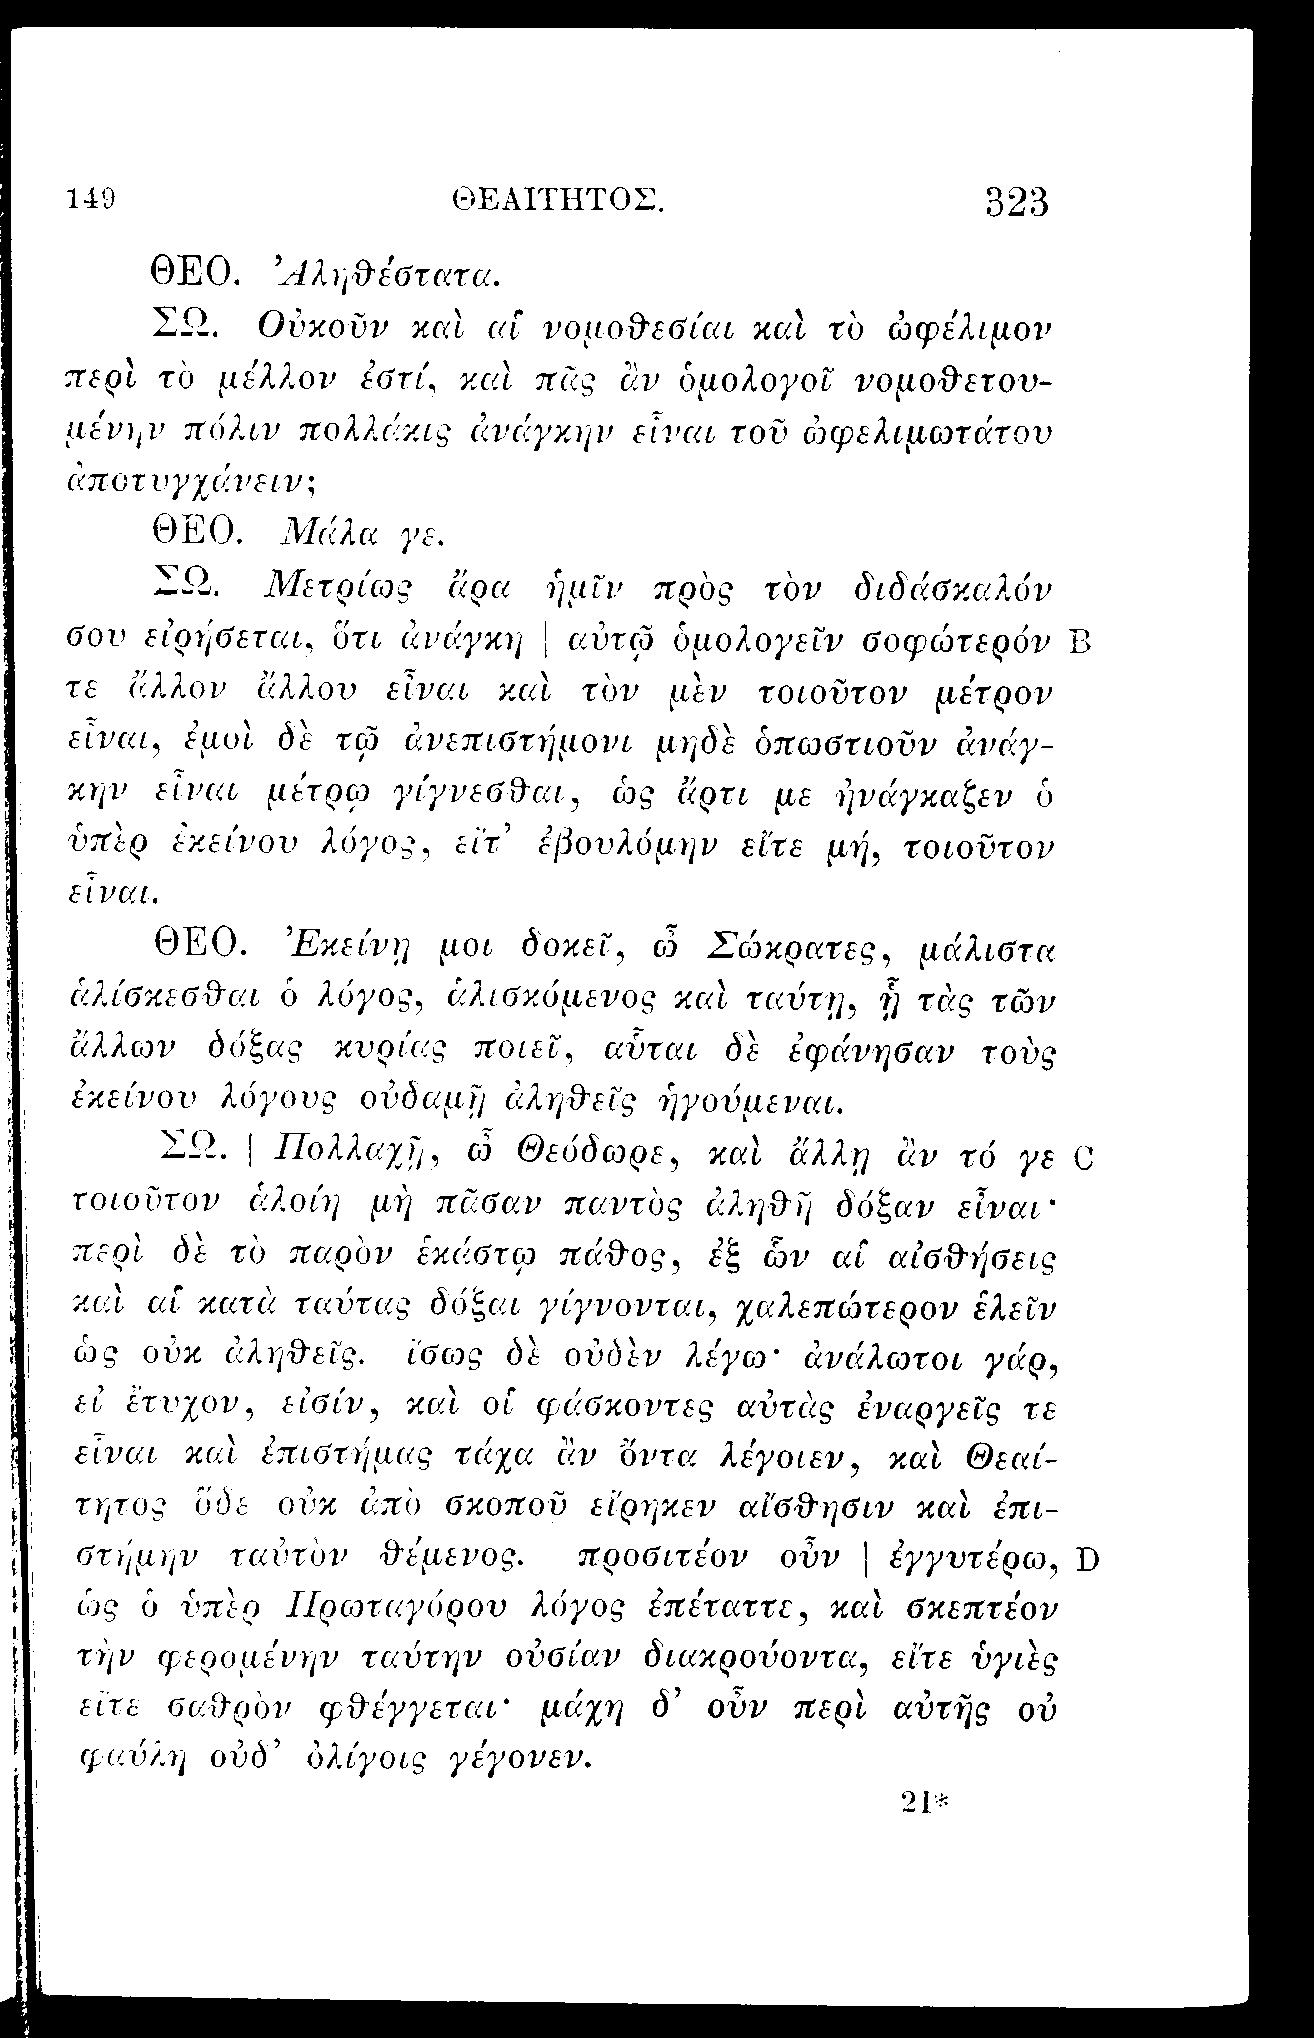 149 ΘΕΑΙΤΗΤΟΣ. 323
ΘΕΟ. Ἀληθέστατα.
ΣΩ. Οὐκοῦν καὶ αἱ νομοθεσίαι καὶ τὸ ὠφέλιμον
περὶ τὸ μέλλον ἐστί, καὶ πᾶς ἂν ὁμολογοῖ νομοθετου-
μένην πόλιν πολλάκις ἀνάγκην εἶναι τοῦ ὠφελιμωτάτου
ἀποτυγχάνειν;
ΘΕΟ. Μάλα γε.
ΣΩ. Μετρίως ἄρα ἡμῖν πρὸς τὸν διδάσκαλόν
σου εἰρήσεται, ὅτι ἀνάγκη | αὐτῷ ὁμολογεῖν σοφώτερόν B
τε ἄλλον ἄλλου εἶναι καὶ τὸν μὲν τοιοῦτον μέτρον
εἶναι, ἐμοὶ δὲ τῷ ἀνεπιστήμονι μηδὲ ὁπωστιοῦν ἀνάγ-
κην εἶναι μέτρῳ γίγνεσθαι, ὡς ἄρτι με ἠνάγκαζεν ὁ
ὑπὲρ ἐκείνου λόγος, εἴτ’ ἐβουλόμην εἴτε μή, τοιοῦτον
εἶναι.
ΘΕΟ. Ἐκείνῃ μοι δοκεῖ, ὦ Σώκρατες, μάλιστα
ἁλίσκεσθαι ὁ λόγος, ἁλισκόμενος καὶ ταύτῃ, ᾗ τὰς τῶν
ἄλλων δόξας κυρίας ποιεῖ, αὗται δὲ ἐφάνησαν τοὺς
ἐκείνου λόγους οὐδαμῇ ἀληθεῖς ἡγούμεναι.
ΣΩ. | Πολλαχῇ, ὦ Θεόδωρε, καὶ ἄλλῃ ἂν τό γε C
τοιοῦτον ἁλοίη μὴ πᾶσαν παντὸς ἀληθῆ δόξαν εἶναι·
περὶ δὲ τὸ παρὸν ἑκάστῳ πάθος, ἐξ ὧν αἱ αἰσθήσεις
καὶ αἱ κατὰ ταύτας δόξαι γίγνονται, χαλεπώτερον ἑλεῖν
ὡς οὐκ ἀληθεῖς. ἴσως δὲ οὐδὲν λέγω· ἀνάλωτοι γάρ,
εἰ ἔτυχον, εἰσίν, καὶ οἱ φάσκοντες αὐτὰς ἐναργεῖς τε
εἶναι καὶ ἐπιστήμας τάχα ἂν ὄντα λέγοιεν, καὶ Θεαί-
τητος ὅδε οὐκ ἀπὸ σκοποῦ εἴρηκεν αἴσθησιν καὶ ἐπι-
στήμην ταὐτὸν θέμενος. προσιτέον οὖν | ἐγγυτέρω, D
ὡς ὁ ὑπὲρ Πρωταγόρου λόγος ἐπέταττε, καὶ σκεπτέον
τὴν φερομένην ταύτην οὐσίαν διακρούοντα, εἴτε ὑγιὲς
εἴτε σαθρὸν φθέγγεται· μάχη δ’ οὖν περὶ αὐτῆς οὐ
φαύλη οὐδ’ ὀλίγοις γέγονεν.
21*